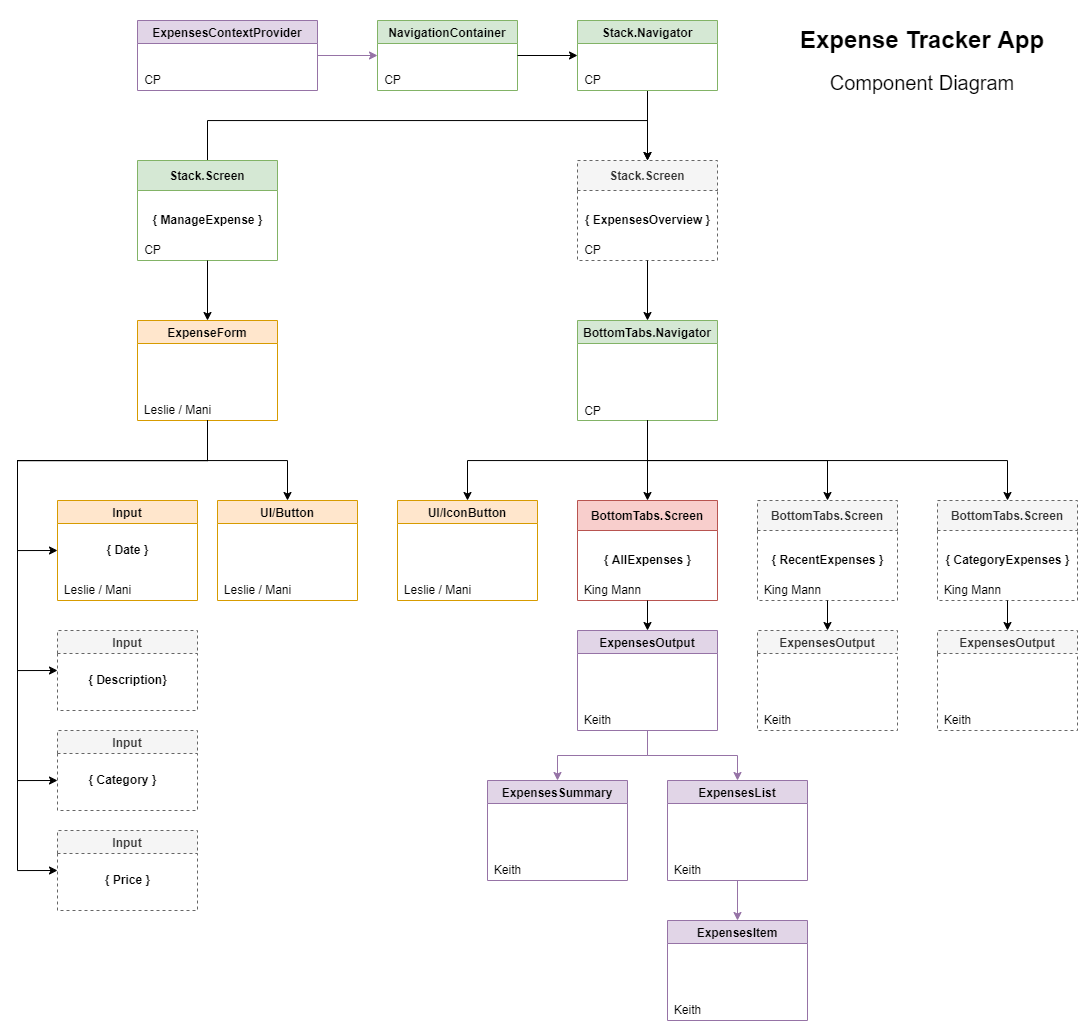 Expense Tracker App
Component Diagram
ExpensesContextProvider
CP
NavigationContainer
CP
Stack.Navigator
CP
Stack.Screen
{ ManageExpense }
CP
Stack.Screen
{ ExpensesOverview }
CP
ExpenseForm
Leslie / Mani
BottomTabs.Navigator
CP
Input
{ Date }
Leslie / Mani
UI/Button
Leslie / Mani
UI/IconButton
Leslie / Mani
BottomTabs.Screen
{ AllExpenses }
King Mann
BottomTabs.Screen
{ RecentExpenses }
King Mann
BottomTabs.Screen
{ CategoryExpenses }
King Mann
Input
{ Description}
ExpensesOutput
Keith
ExpensesOutput
Keith
ExpensesOutput
Keith
Input
{ Category }
ExpensesSummary
Keith
ExpensesList
Keith
Input
{ Price }
ExpensesItem
Keith